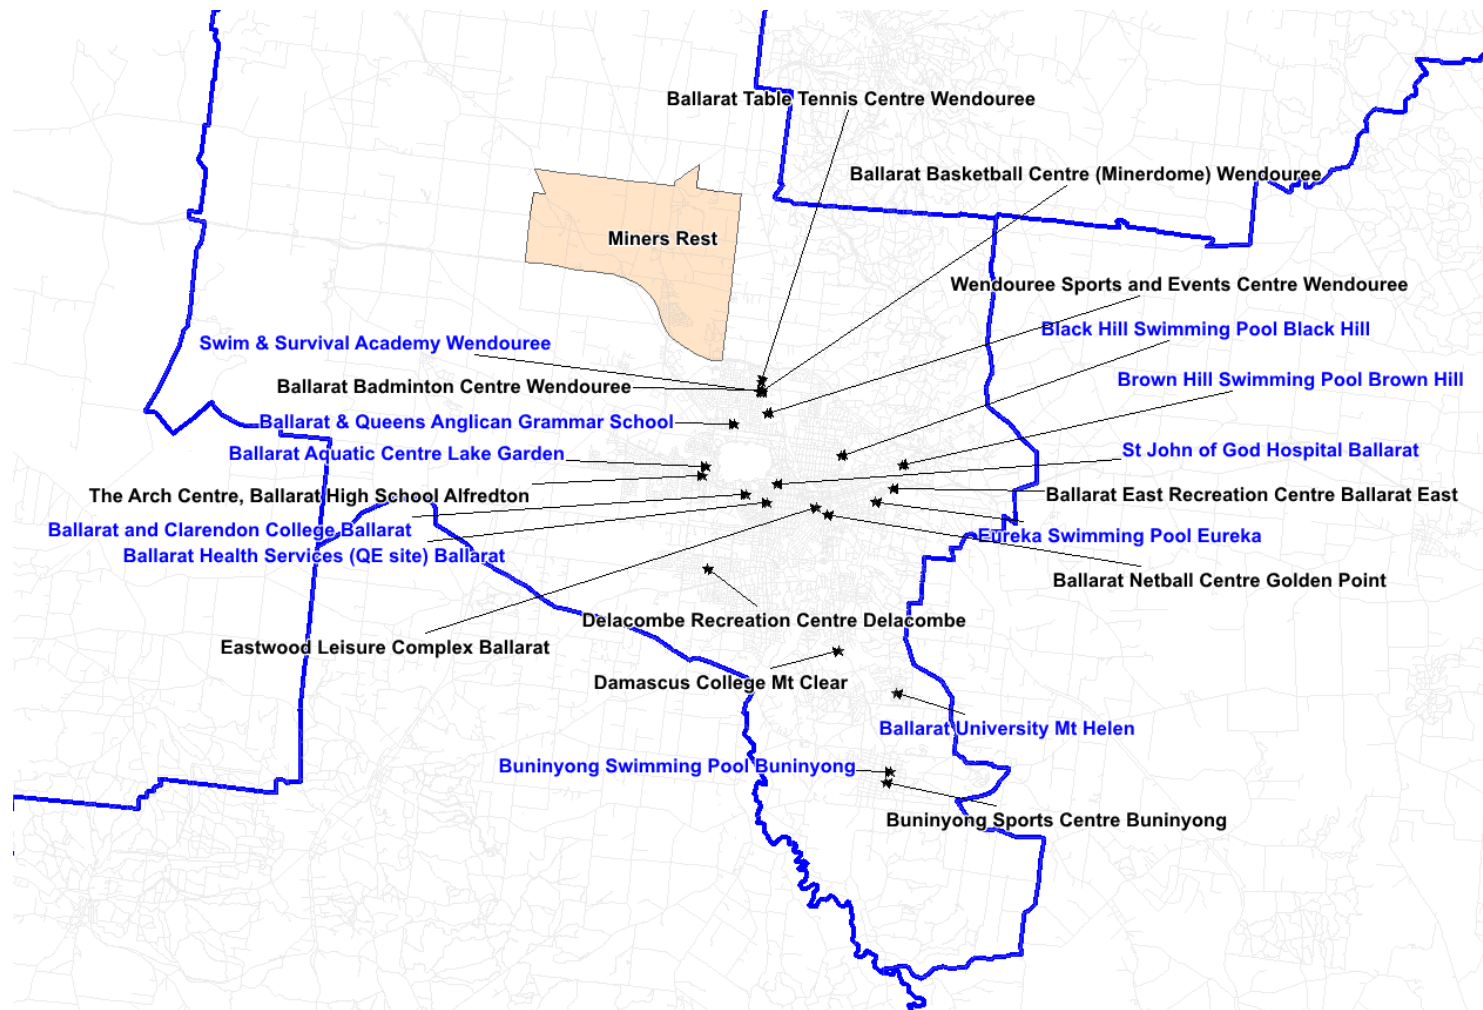 Ballarat Table Tennis Centre Wendouree
Ballarat Basketball Centre (Minerdome) Wendouree
Miners Rest
Wendouree Sports and Events Centre Wendouree
Black Hill Swimming Pool Black Hill
Swim & Survival Academy Wendouree
Brown Hill Swimming Pool Brown Hill
Ballarat Badminton Centre Wendouree
Ballarat & Queens Anglican Grammar School
St John of God Hospital Ballarat
Ballarat Aquatic Centre Lake Garden
The Arch Centre, Ballarat High School Alfredton
Ballarat East Recreation Centre Ballarat East
Ballarat and Clarendon College Ballarat
Eureka Swimming Pool Eureka
Ballarat Health Services (QE site) Ballarat
Ballarat Netball Centre Golden Point
Delacombe Recreation Centre Delacombe
Eastwood Leisure Complex Ballarat
Damascus College Mt Clear
Ballarat University Mt Helen
Buninyong Swimming Pool Buninyong
Buninyong Sports Centre Buninyong